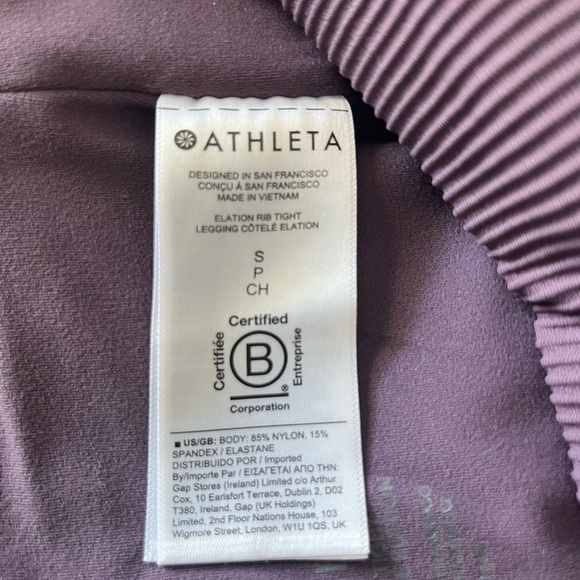 ATHLETA
DESIGNED IN SAN FRANCISCO
CONÇU À SAN FRANCISCO
MADE IN VIETNAM
ELATION RIB TIGHT
LEGGING CÔTELÉ ELATION
S
P
CH
Certified
Certifiée
B
Entreprise
®
Corporation
■ US/GB: BODY: 85% NYLON, 15%
SPANDEX / ELASTANE
DISTRIBUIDO POR / Imported
By/Importe Par / ΕΙΣΑΓΕΤΑΙ ΑΠΟ ΤΗΝ:
Gap Stores (Ireland) Limited c/o Arthur
Cox, 10 Earlsfort Terrace, Dublin 2, D02
T380, Ireland, Gap (UK Holdings)
Limited, 2nd Floor Nations House, 103
Wigmore Street, London, W1U 1QS, UK